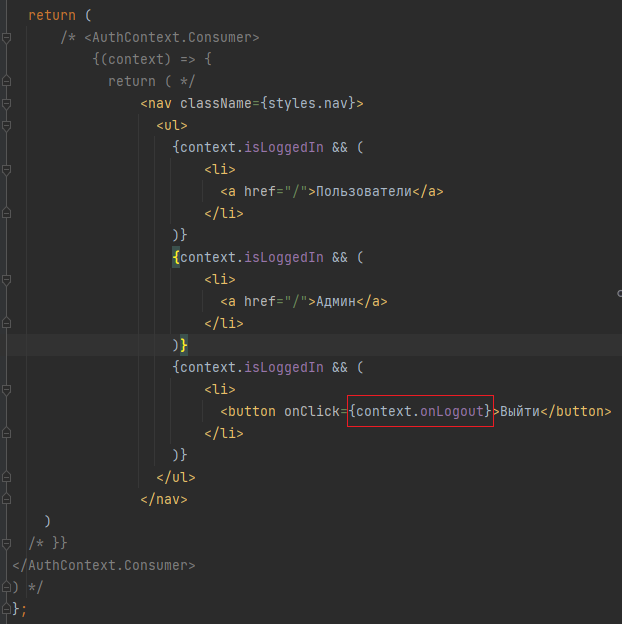 return (
/* <AuthContext.Consumer>
{(context) => {
return ( */
<nav className={styles.nav}>
<ul>
{context.isLoggedIn && (
<li>
<a href="/">Пользователи</a>
</li>
)}
{context.isLoggedIn && (
<li>
<a href="/">Админ</a>
</li>
)}
{context.isLoggedIn && (
<li>
<button onClick={context.onLogout}>Выйти</button>
</li>
)}
</ul>
</nav>
)
/* }}
</AuthContext.Consumer>
) */
};